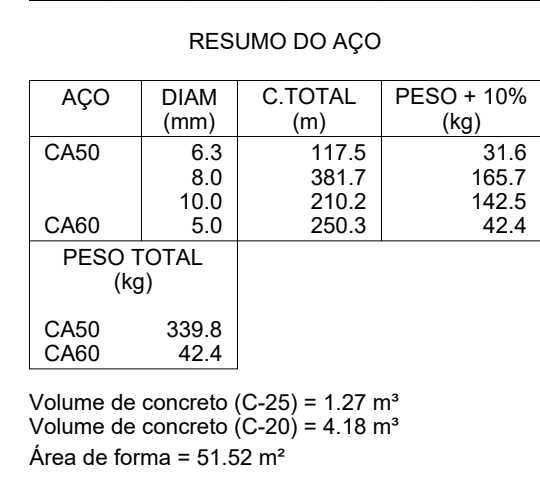 RESUMO DO AÇO
AÇO DIAM C.TOTAL PESO + 10%
(mm) (m) (kg)
CA50 6.3 117.5 31.6
8.0 381.7 165.7
10.0 210.2 142.5
CA60 5.0 250.3 42.4
PESO TOTAL
(kg)
CA50 339.8
CA60 42.4
Volume de concreto (C-25) = 1.27 m³
Volume de concreto (C-20) = 4.18 m³
Área de forma = 51.52 m²